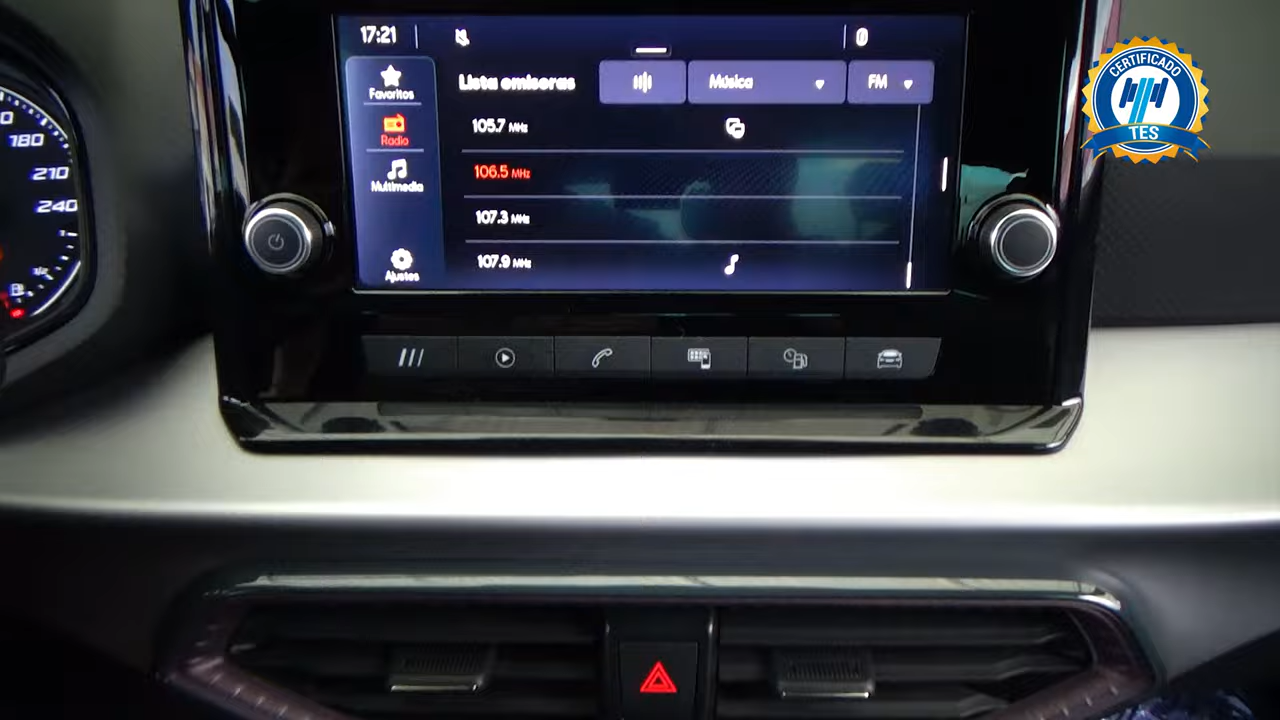 17:21
Lista emisoras
Música
FM
Favoritos
Radio
Multimedia
Ajustes
105.7 MHz
106.5 MHz
107.3 MHz
107.9 MHz
180
210
240
CERTIFICADO
TES